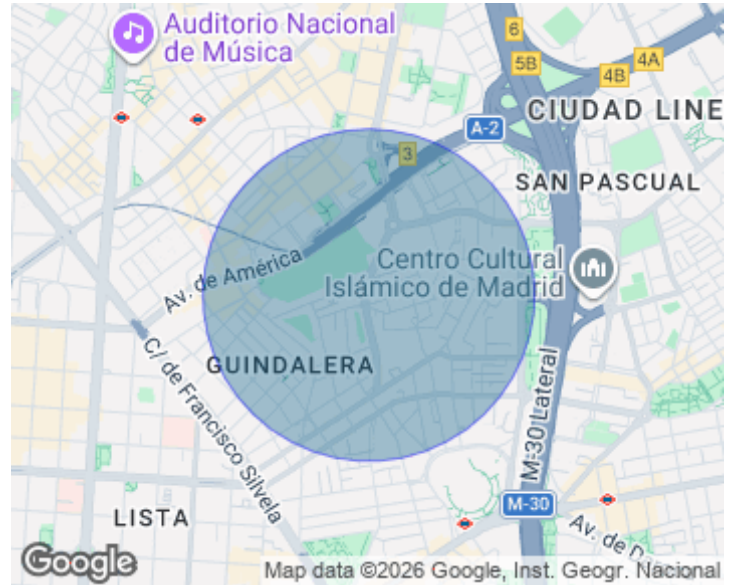 Auditorio Nacional
de Música
6
5B
4B
4A
CIUDAD LINE
A-2
3
SAN PASCUAL
Centro Cultural
Islámico de Madrid
Av. de América
GUINDALERA
C/ de Francisco Silvela
M-30 Lateral
LISTA
M-30
Av. de D
Google
Map data ©2026 Google, Inst. Geogr. Nacional